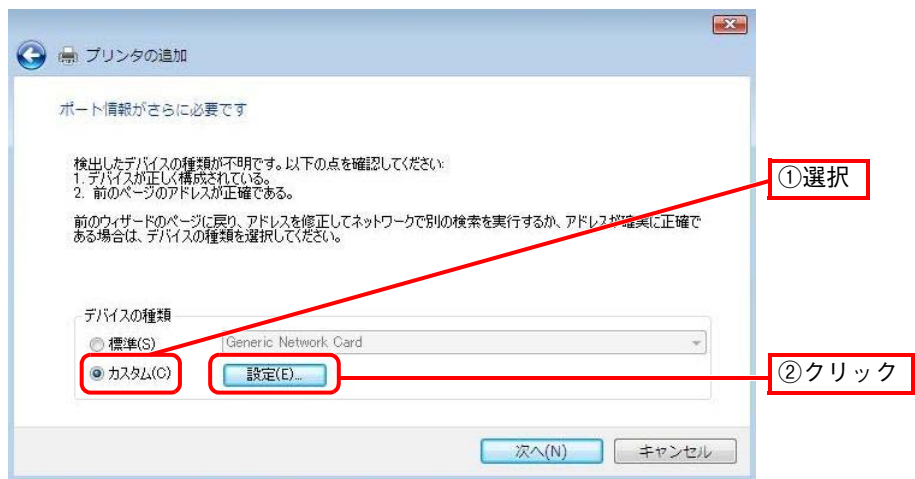 プリンタの追加
ポート情報がさらに必要です
検出したデバイスの種類が不明です。以下の点を確認してください:
1. デバイスが正しく構成されている。
2. 前のページのアドレスが正確である。
前のウィザードのページに戻り、アドレスを修正してネットワークで別の検索を実行するか、アドレスが確実に正確で
ある場合は、デバイスの種類を選択してください。
①選択
デバイスの種類
標準(S)
Generic Network Card
カスタム(C)
設定(E)...
②クリック
次へ(N)
キャンセル